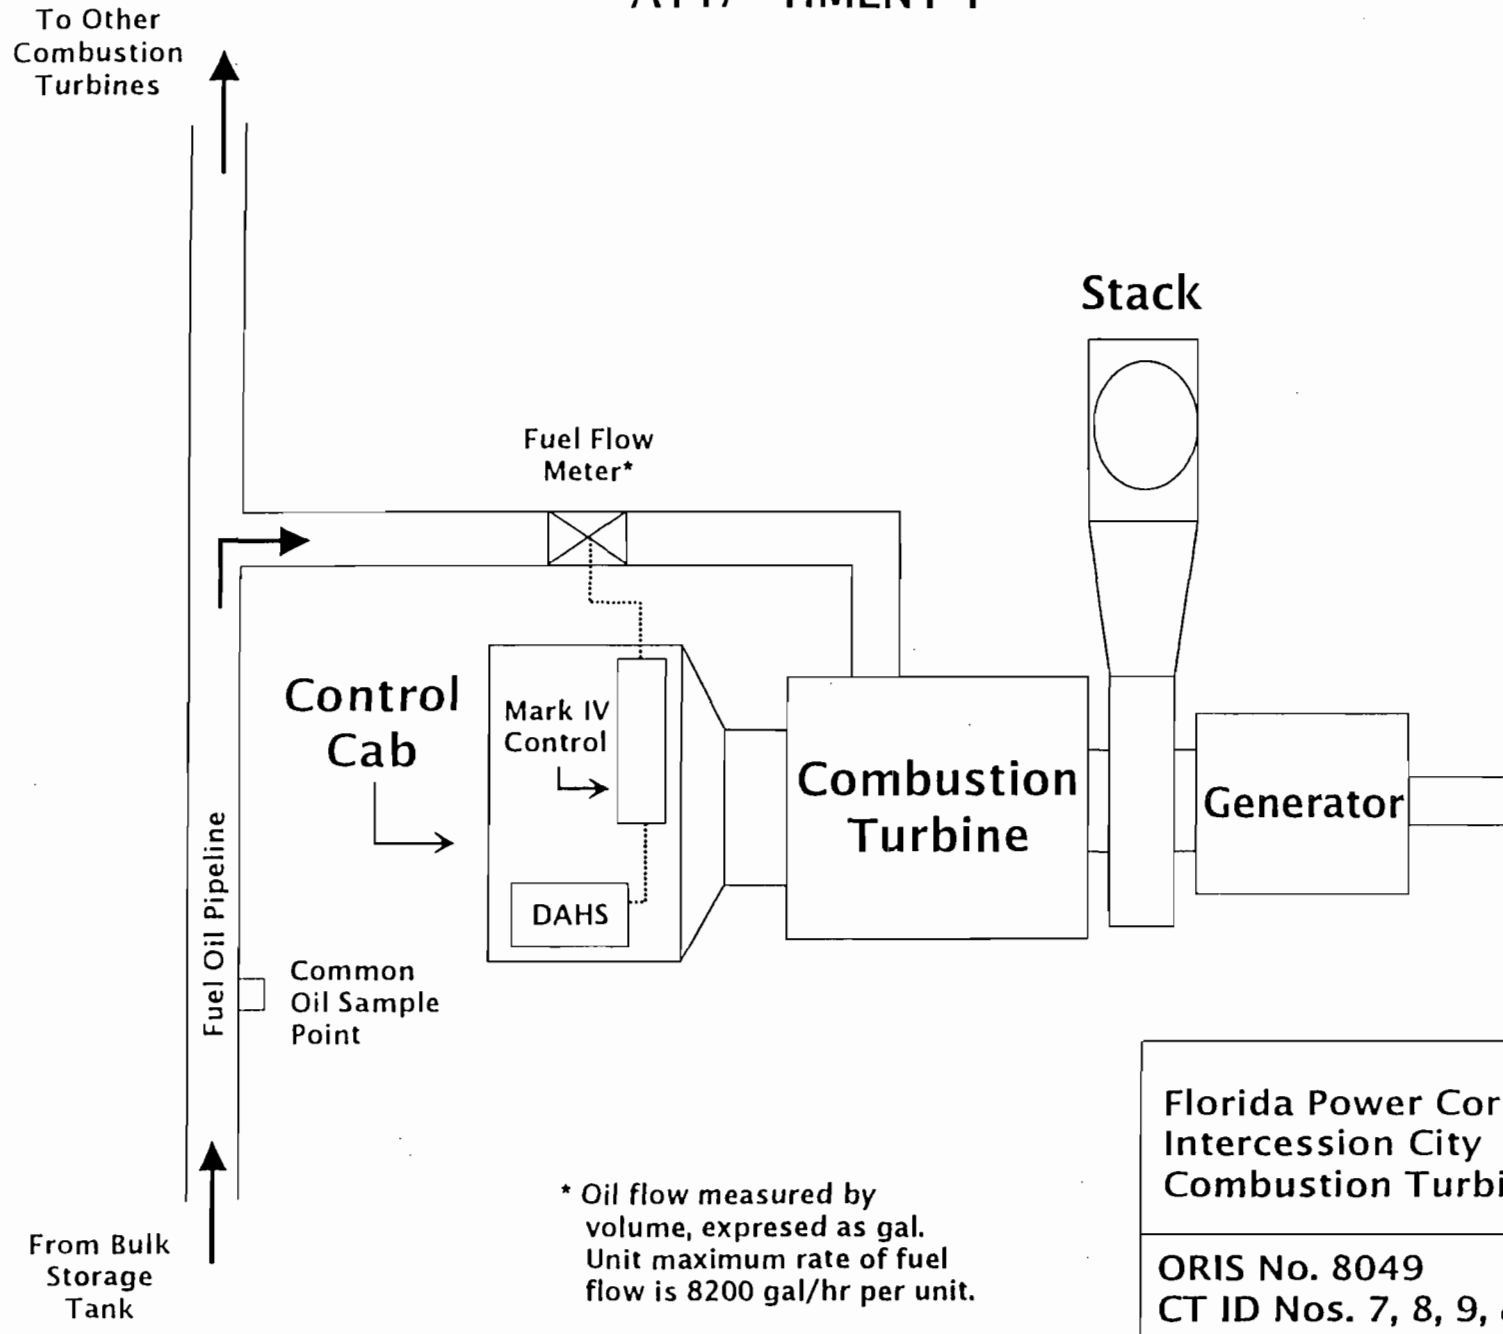 To Other
Combustion
Turbines
Stack
Fuel Flow
Meter*
Control
Cab
Mark IV
Control
Combustion
Turbine
Generator
DAHS
Fuel Oil Pipeline
Common
Oil Sample
Point
From Bulk
Storage
Tank
* Oil flow measured by
volume, expresed as gal.
Unit maximum rate of fuel
flow is 8200 gal/hr per unit.
Florida Power Cor
Intercession City
Combustion Turbi
ORIS No. 8049
CT ID Nos. 7, 8, 9,